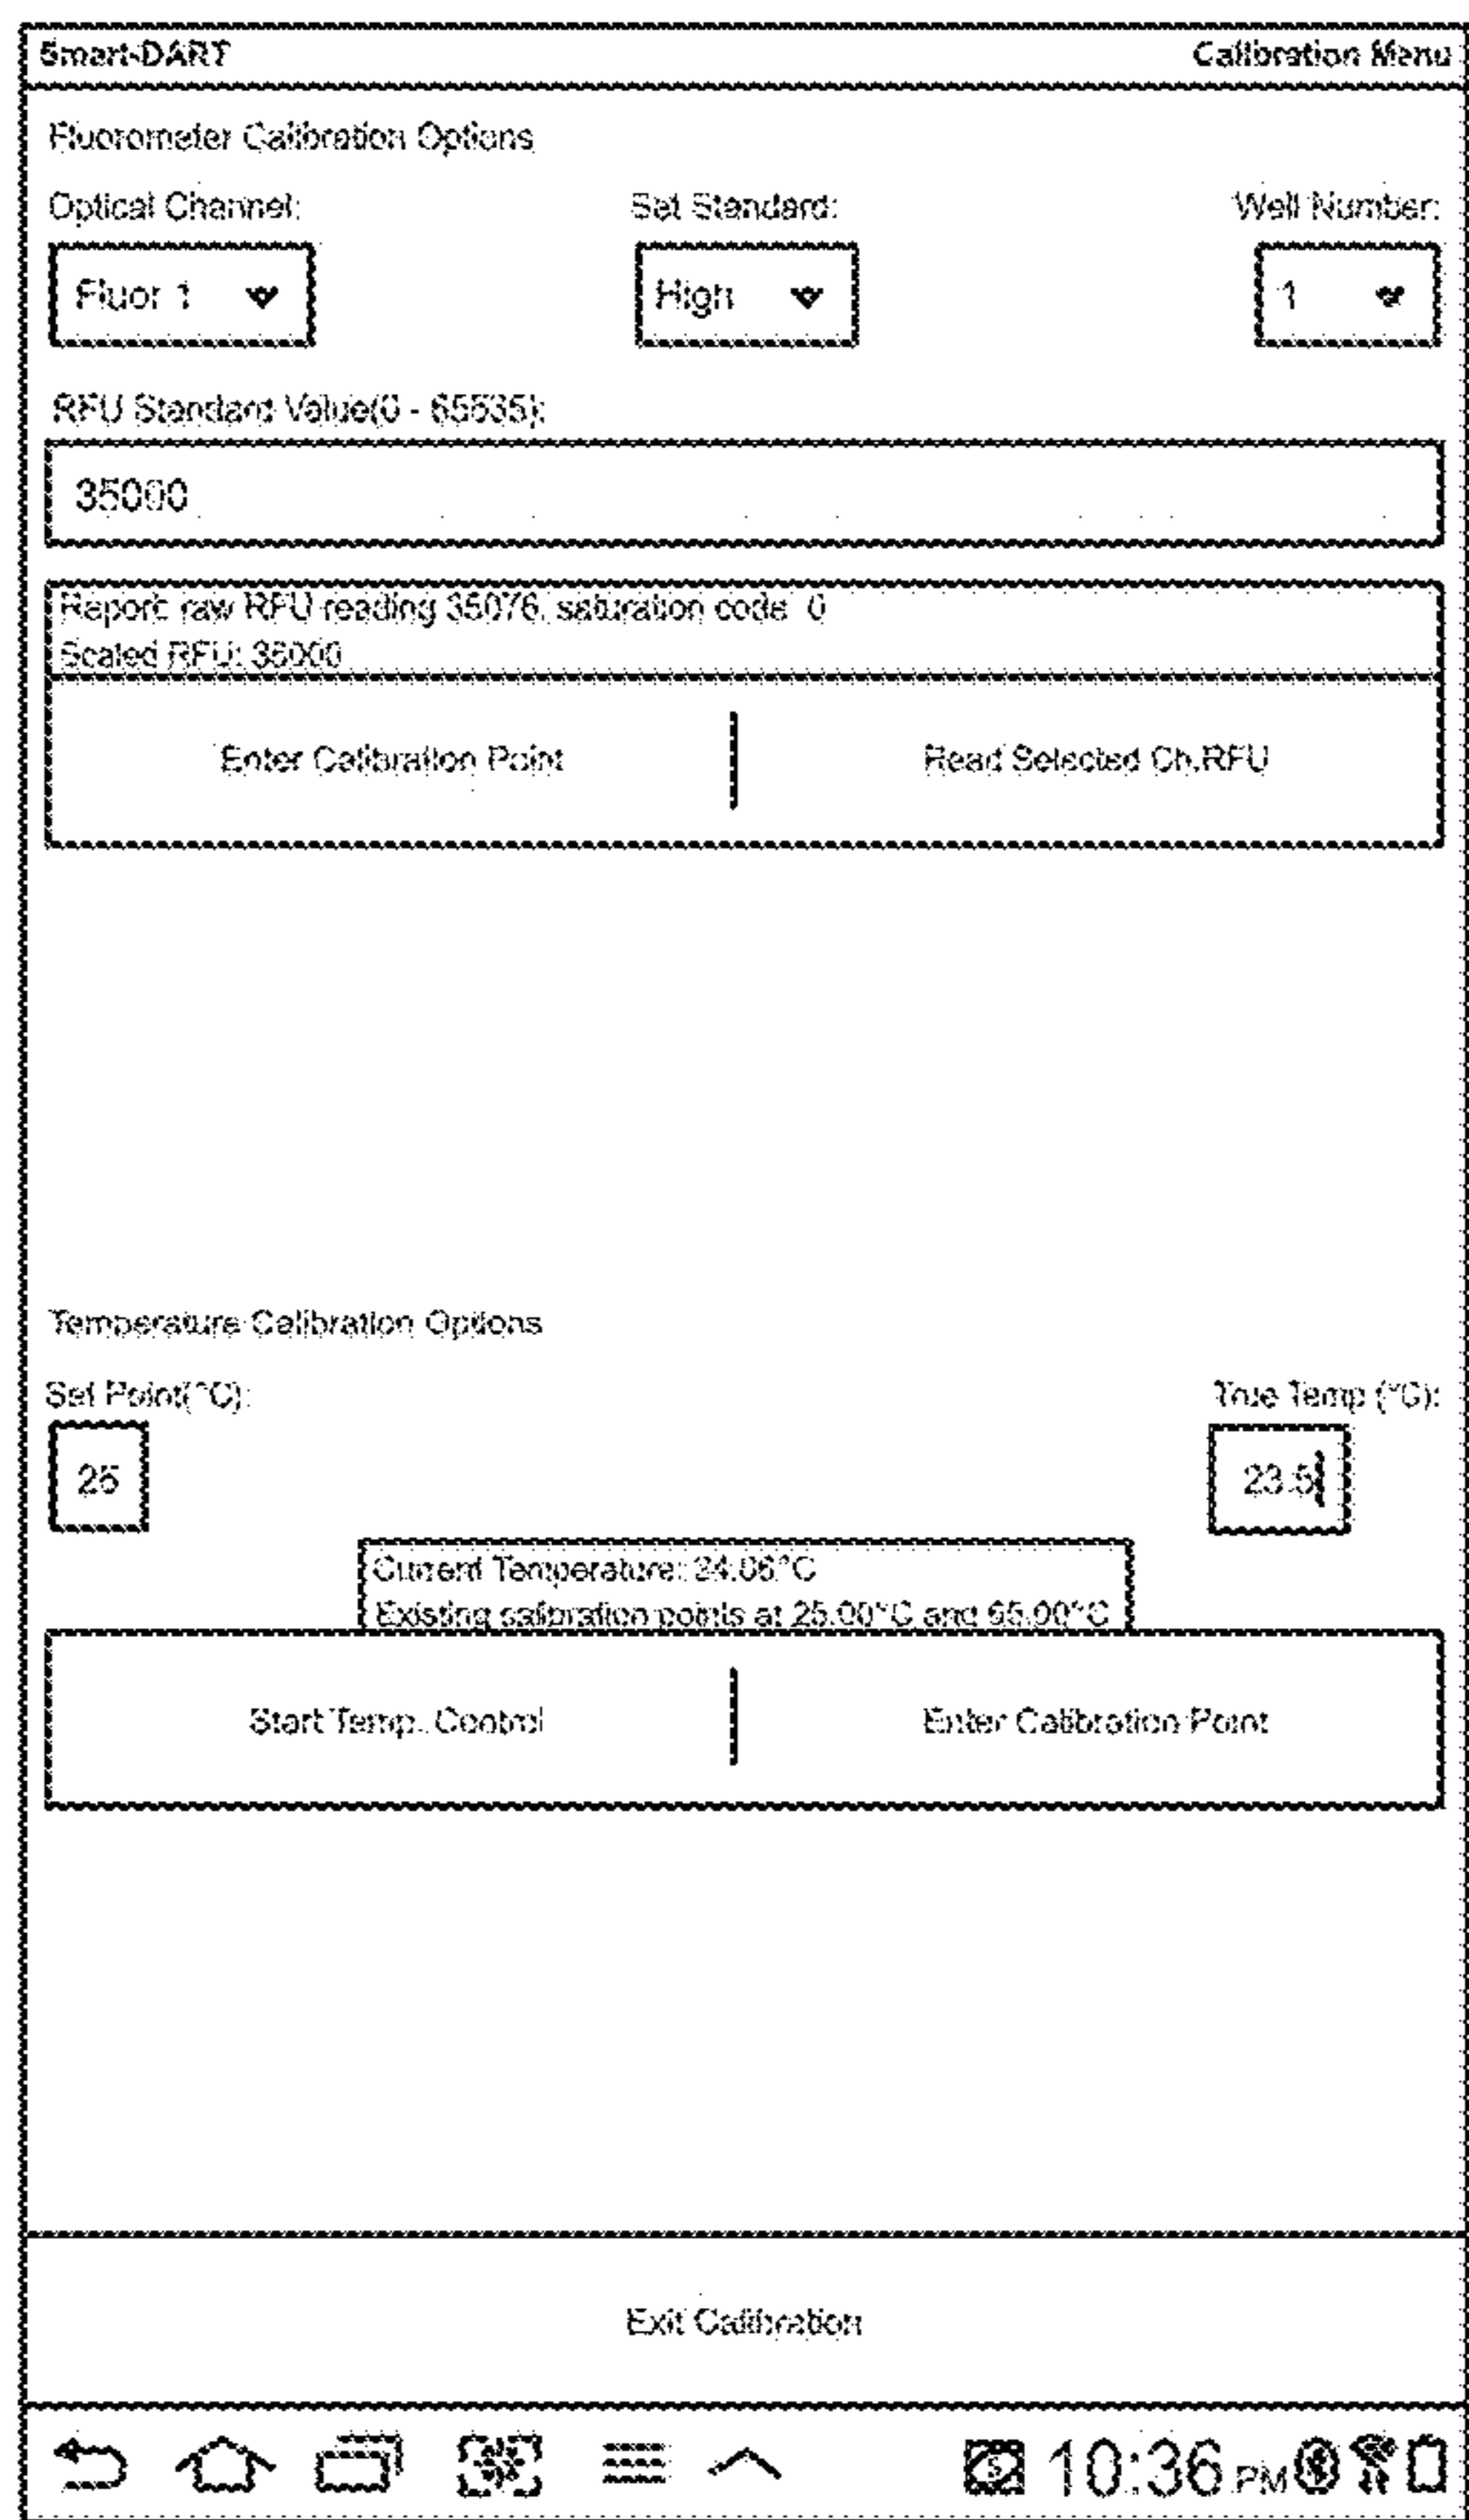 Smart-DART Calibration Menu
Fluorometer Calibration Options
Optical Channel: Set Standard: Well Number:
Fluor 1 High 1
RFU Standard Value(0 - 65535):
35000
Report: raw RFU reading 35076, saturation code 0
Scaled RFU: 35000
Enter Calibration Point Read Selected Ch.RFU
Temperature Calibration Options
Set Point(°C): True Temp (°C):
25 23.5
Current Temperature: 24.06°C
Existing calibration points at 25.00°C and 65.00°C
Start Temp. Control Enter Calibration Point
Exit Calibration
10:36 PM